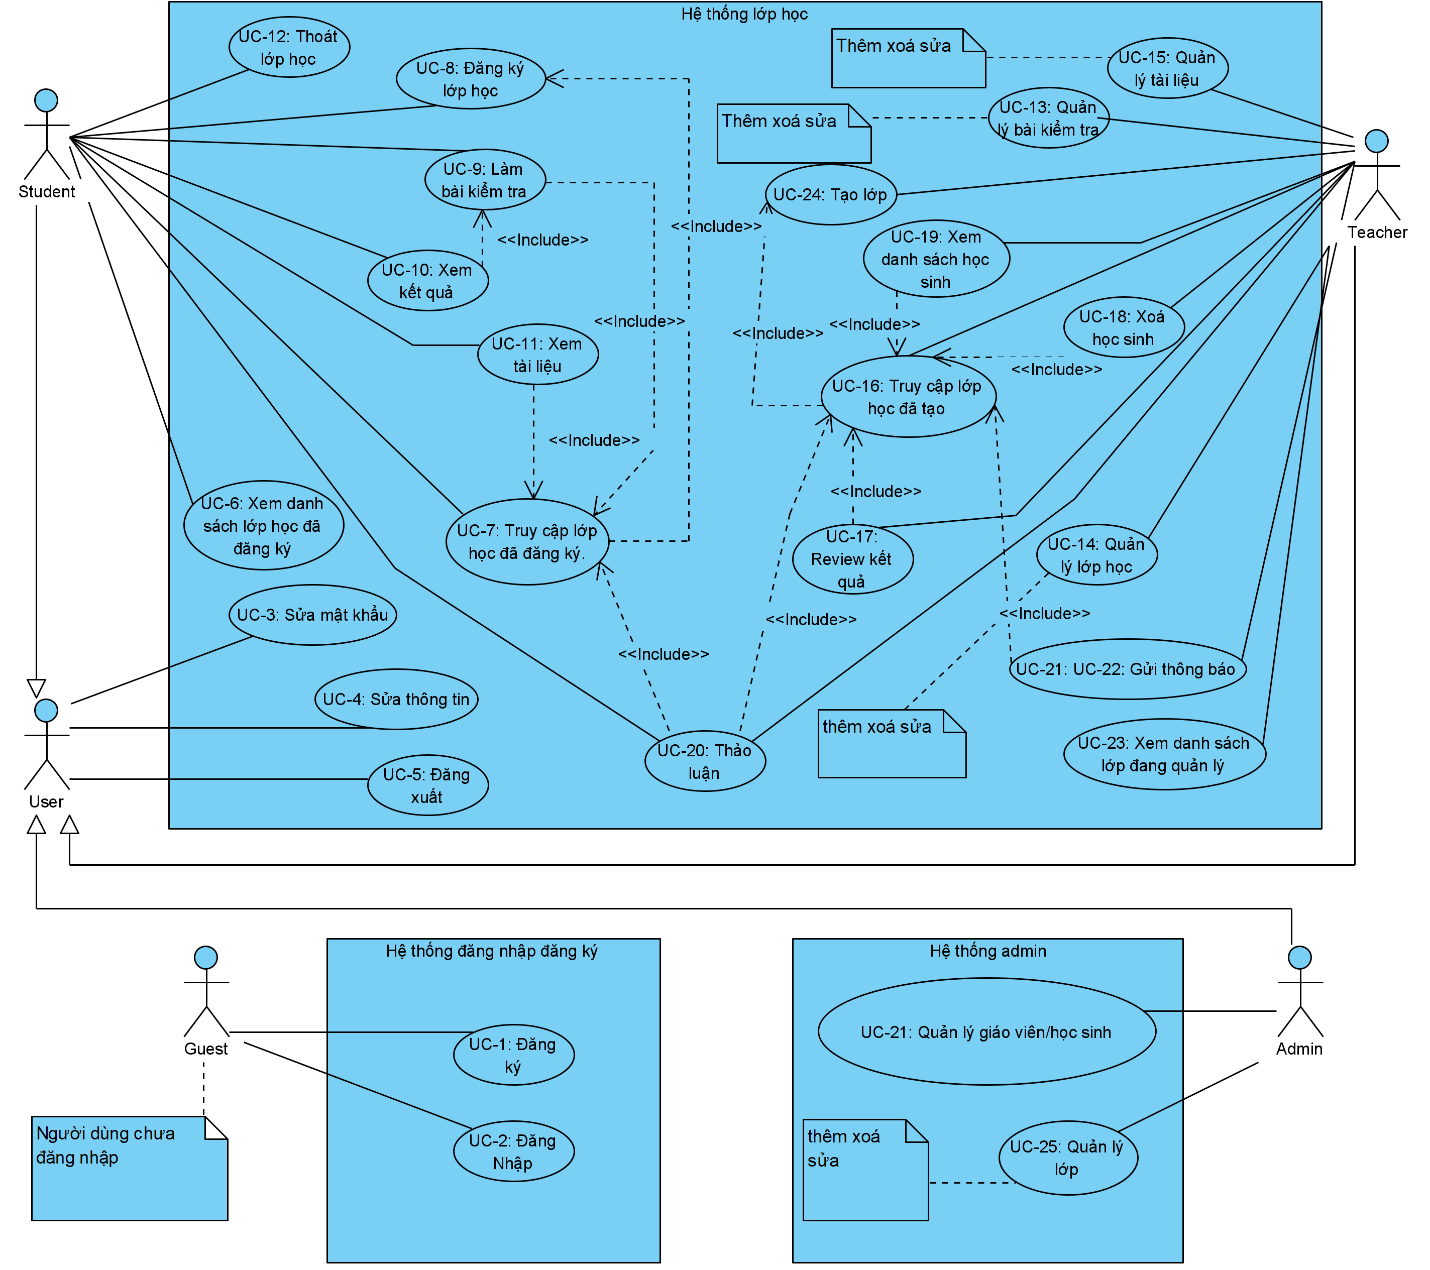 Hệ thống lớp học
UC-12: Thoát
lớp học
UC-8: Đăng ký
lớp học
Thêm xoá sửa
UC-15: Quản
lý tài liệu
Thêm xoá sửa
UC-13: Quản
lý bài kiểm tra
Student
UC-9: Làm
bài kiểm tra
UC-24: Tạo lớp
Teacher
<<Include>>
<<Include>>
UC-19: Xem
danh sách học
sinh
UC-10: Xem
kết quả
<<Include>>
<<Include>>
<<Include>>
UC-18: Xoá
học sinh
UC-11: Xem
tài liệu
<<Include>>
UC-16: Truy cập lớp
học đã tạo
<<Include>>
<<Include>>
UC-6: Xem danh
sách lớp học đã
đăng ký
UC-7: Truy cập lớp
học đã đăng ký.
UC-17:
Review kết
quả
UC-14: Quản
lý lớp học
UC-3: Sửa mật khẩu
<<Include>>
<<Include>>
<<Include>>
UC-21: UC-22: Gửi thông báo
UC-4: Sửa thông tin
thêm xoá sửa
UC-20: Thảo
luận
UC-23: Xem danh sách
lớp đang quản lý
UC-5: Đăng
xuất
User
Hệ thống đăng nhập đăng ký
Hệ thống admin
Guest
UC-1: Đăng
ký
UC-21: Quản lý giáo viên/học sinh
Admin
Người dùng chưa
đăng nhập
UC-2: Đăng
Nhập
thêm xoá
sửa
UC-25: Quản lý
lớp